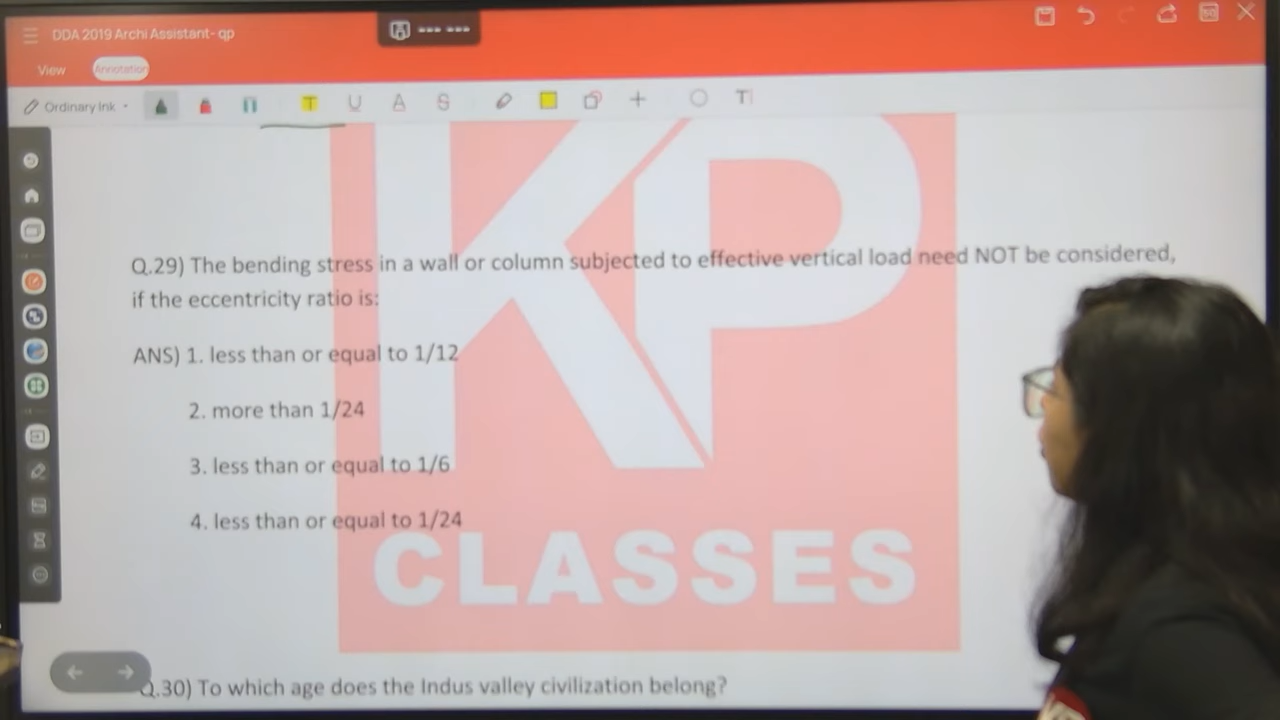 DDA 2019 Archi Assistant- qp
View Annotation
Ordinary Ink
KP
Q.29) The bending stress in a wall or column subjected to effective vertical load need NOT be considered,
if the eccentricity ratio is:
ANS) 1. less than or equal to 1/12
2. more than 1/24
3. less than or equal to 1/6
4. less than or equal to 1/24
CLASSES
Q.30) To which age does the Indus valley civilization belong?